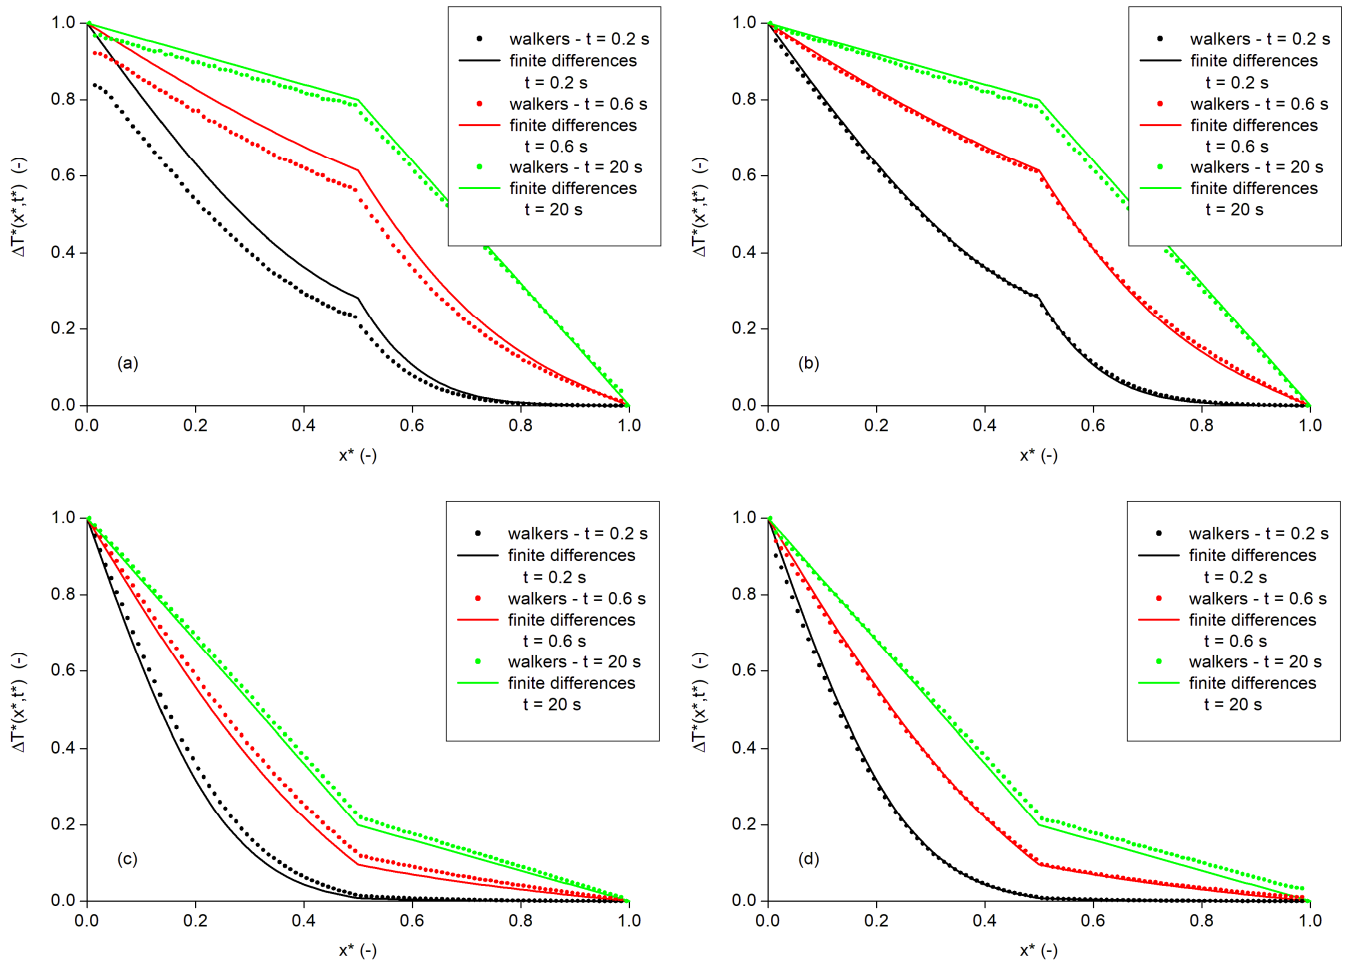 1.0
0.8
0.6
0.4
0.2
0.0
ΔT*(x*,t*) (-)
walkers - t = 0.2 s
finite differences
t = 0.2 s
walkers - t = 0.6 s
finite differences
t = 0.6 s
walkers - t = 20 s
finite differences
t = 20 s
(a)
0.0 0.2 0.4 0.6 0.8 1.0
x* (-)
1.0
0.8
0.6
0.4
0.2
0.0
ΔT*(x*,t*) (-)
walkers - t = 0.2 s
finite differences
t = 0.2 s
walkers - t = 0.6 s
finite differences
t = 0.6 s
walkers - t = 20 s
finite differences
t = 20 s
(b)
0.0 0.2 0.4 0.6 0.8 1.0
x* (-)
1.0
0.8
0.6
0.4
0.2
0.0
ΔT*(x*,t*) (-)
walkers - t = 0.2 s
finite differences
t = 0.2 s
walkers - t = 0.6 s
finite differences
t = 0.6 s
walkers - t = 20 s
finite differences
t = 20 s
(c)
0.0 0.2 0.4 0.6 0.8 1.0
x* (-)
1.0
0.8
0.6
0.4
0.2
0.0
ΔT*(x*,t*) (-)
walkers - t = 0.2 s
finite differences
t = 0.2 s
walkers - t = 0.6 s
finite differences
t = 0.6 s
walkers - t = 20 s
finite differences
t = 20 s
(d)
0.0 0.2 0.4 0.6 0.8 1.0
x* (-)